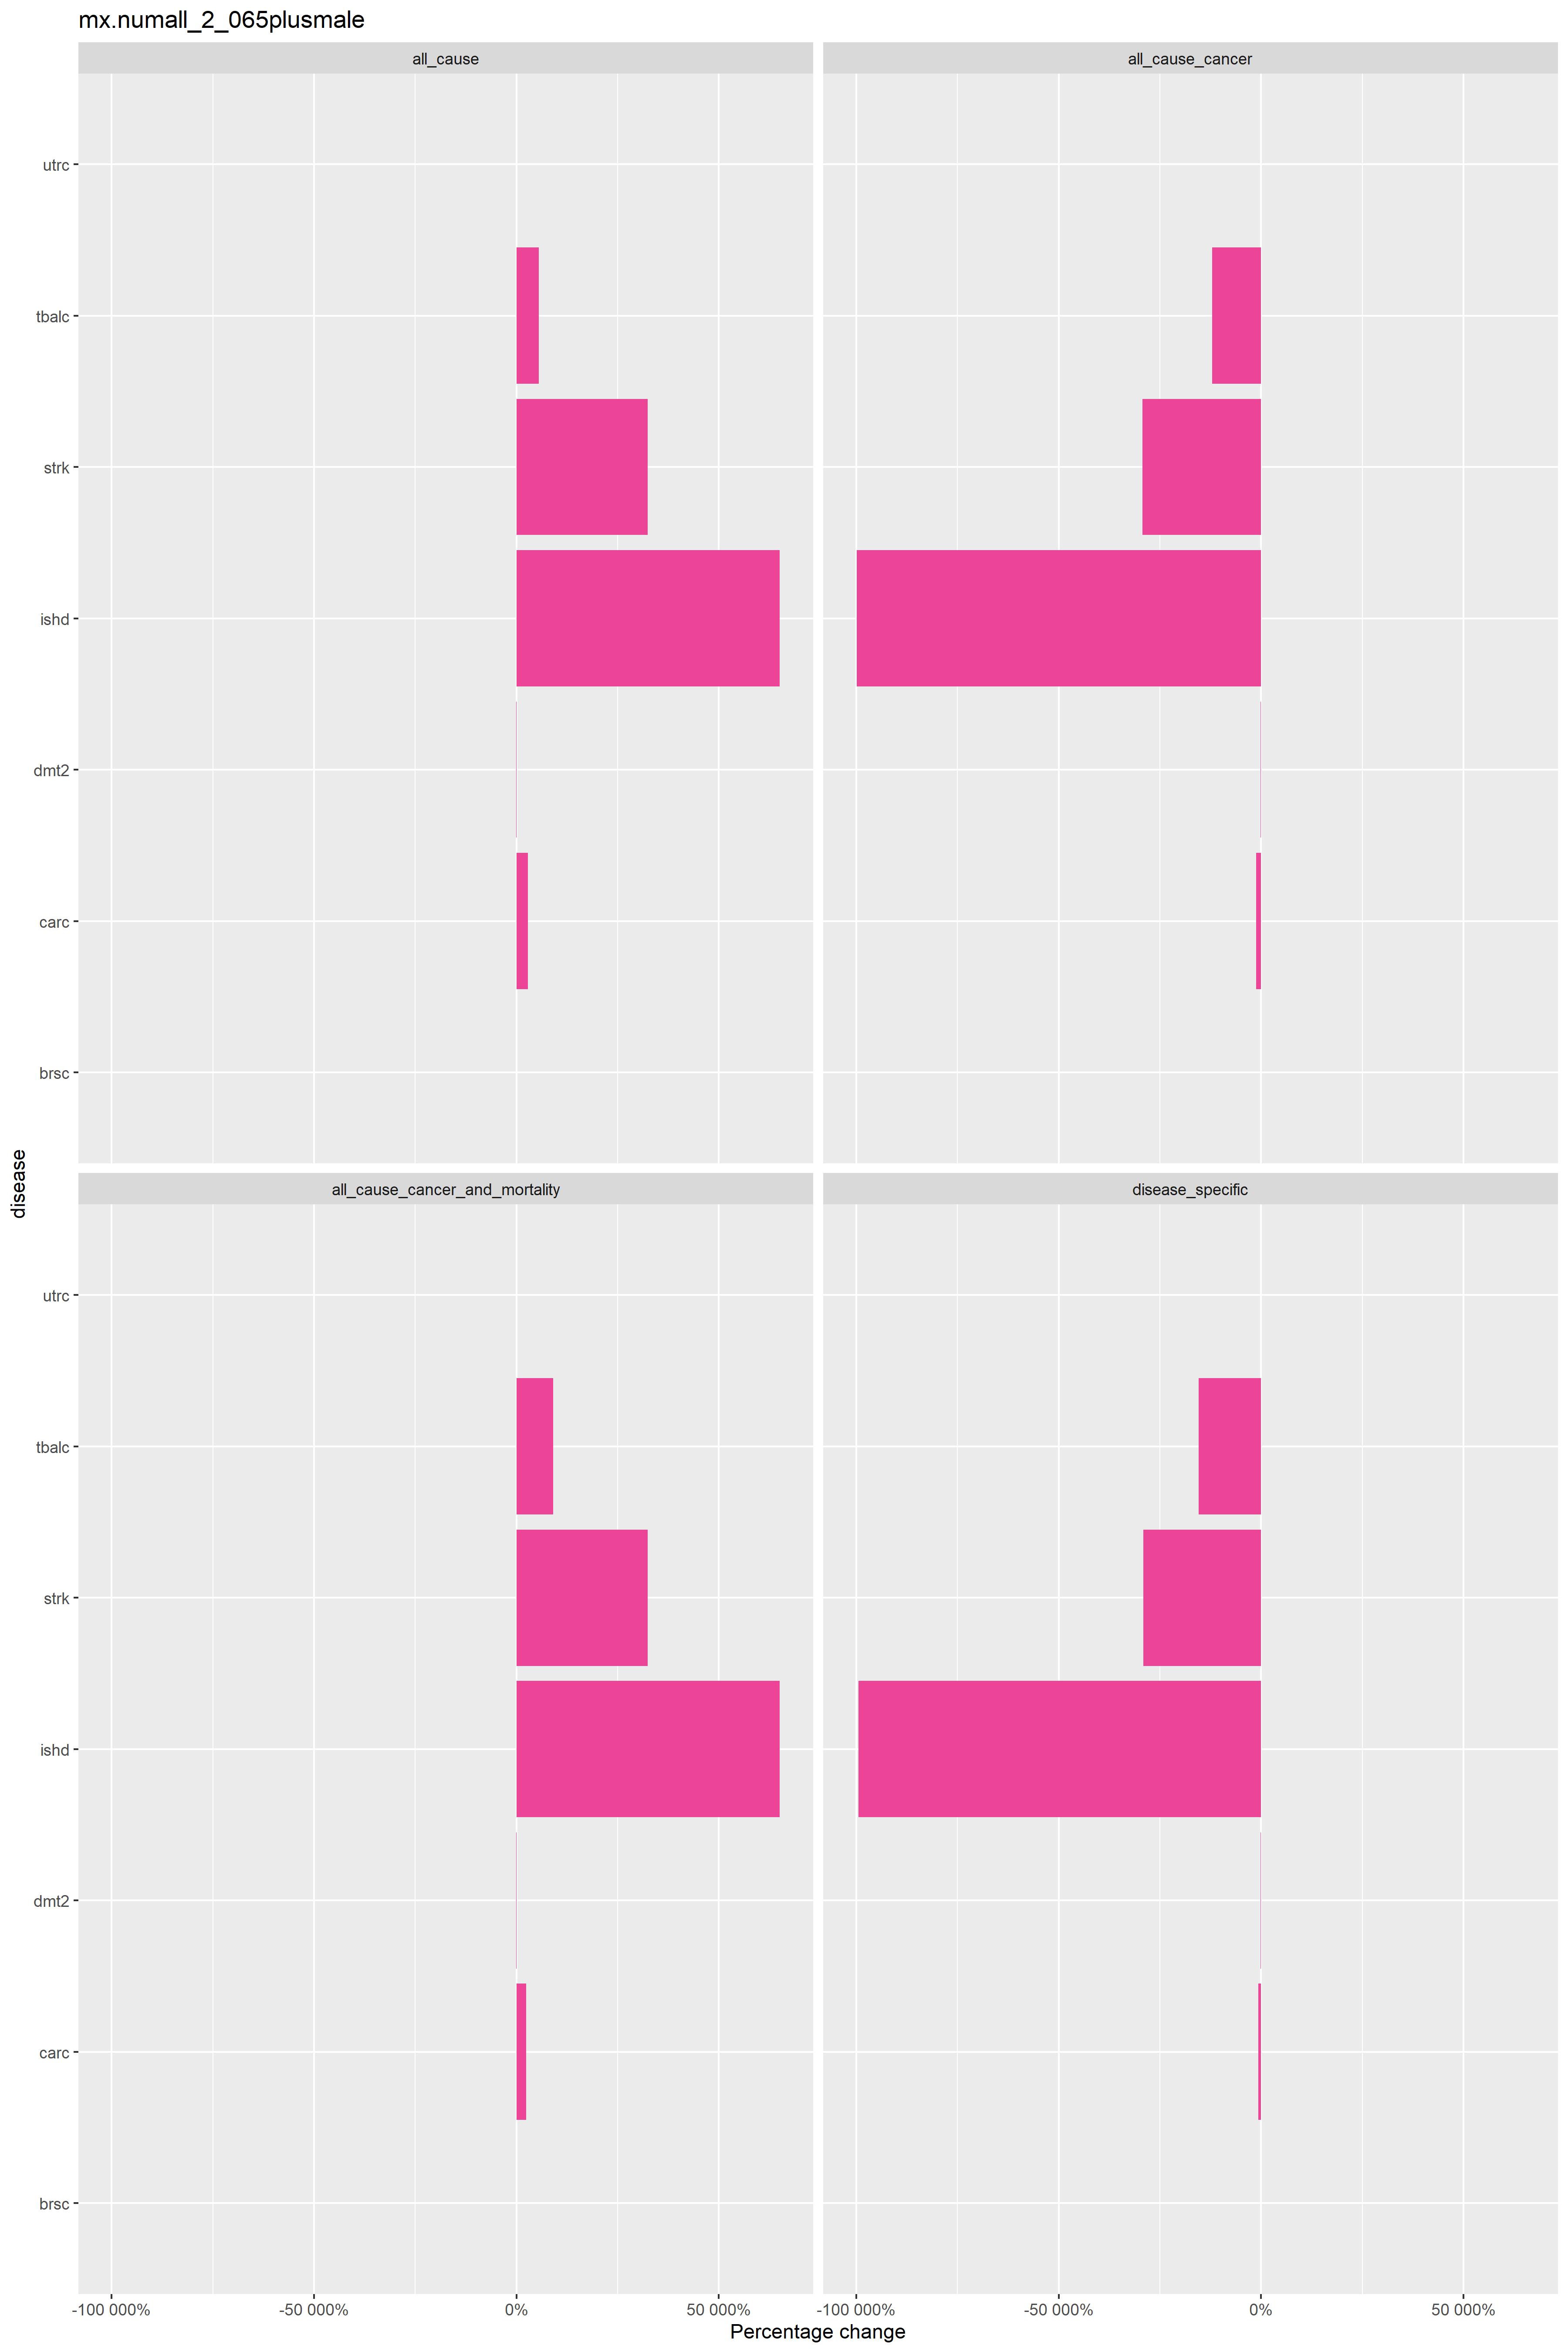 mx.numall_2_065plusmale
all_cause
all_cause_cancer
utrc
tbalc
strk
ishd
dmt2
carc
brsc
disease
all_cause_cancer_and_mortality
disease_specific
utrc
tbalc
strk
ishd
dmt2
carc
brsc
-100 000% -50 000% 0% 50 000%
-100 000% -50 000% 0% 50 000%
Percentage change